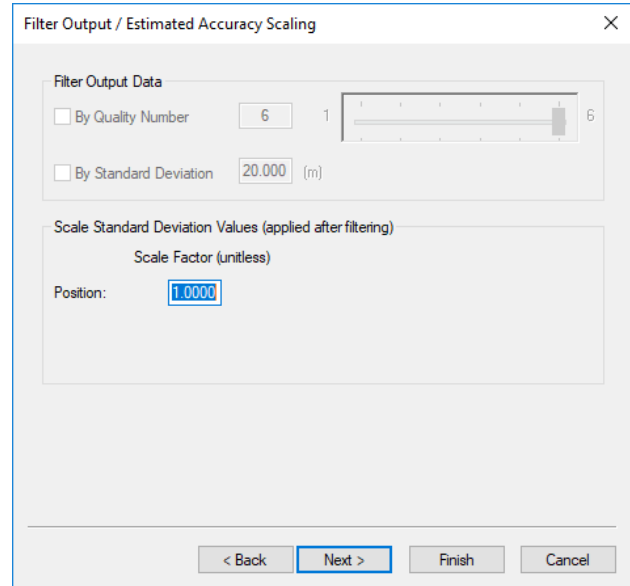 Filter Output / Estimated Accuracy Scaling
Filter Output Data
By Quality Number 6 1 6
By Standard Deviation 20.000 (m)
Scale Standard Deviation Values (applied after filtering)
Scale Factor (unitless)
Position: 1.0000
< Back Next > Finish Cancel